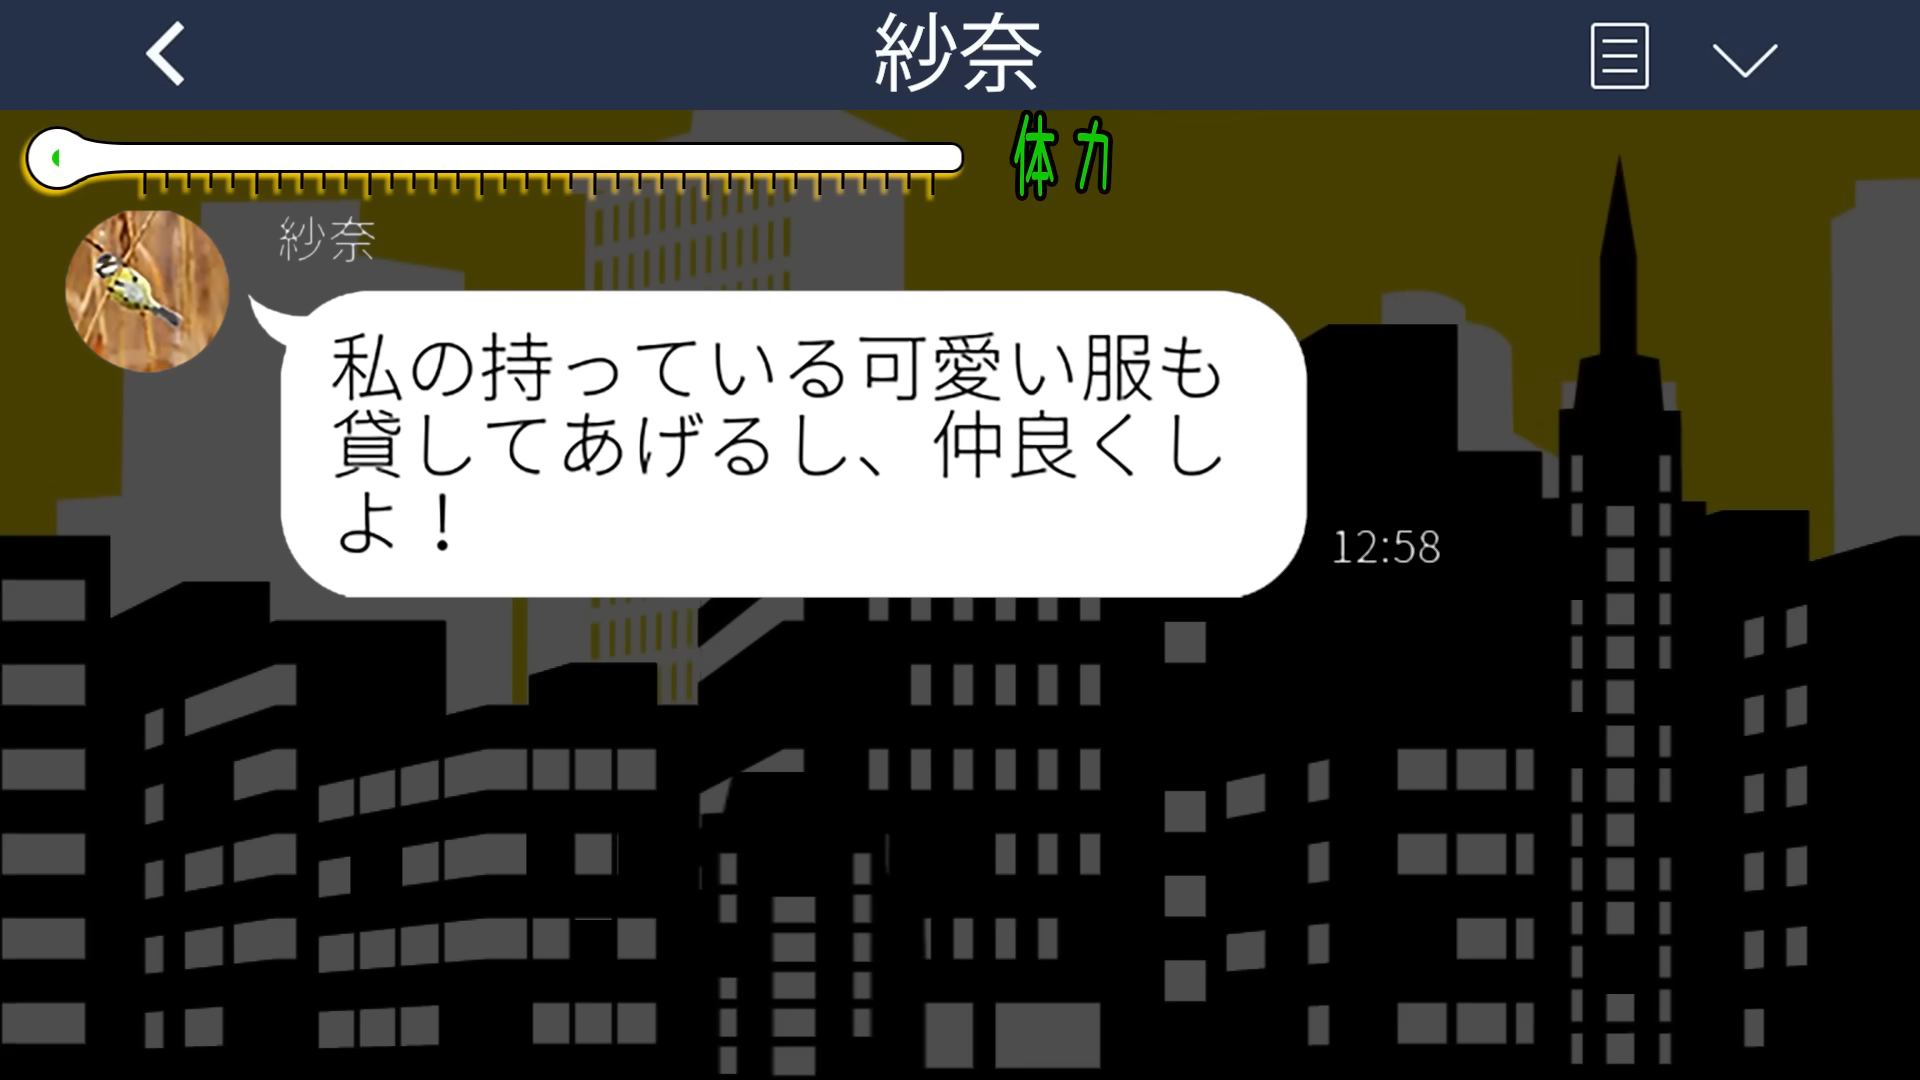 紗奈
体力
紗奈
私の持っている可愛い服も
貸してあげるし、仲良くし
よ！
12:58